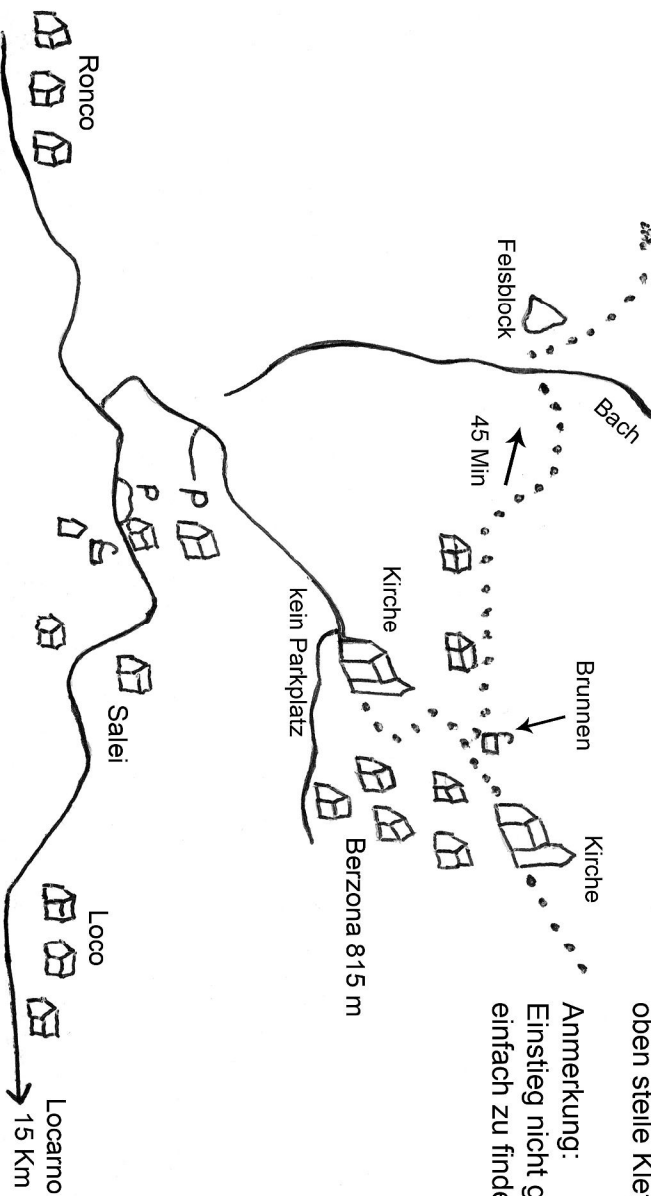 oben steile Kle
Anmerkung:
Einstieg nicht g
einfach zu finde
Bach
Brunnen
Kirche
Felsblock
45 Min
Kirche
kein Parkplatz
Berzona 815 m
P
P
Salei
Ronco
Loco
Locarno
15 Km